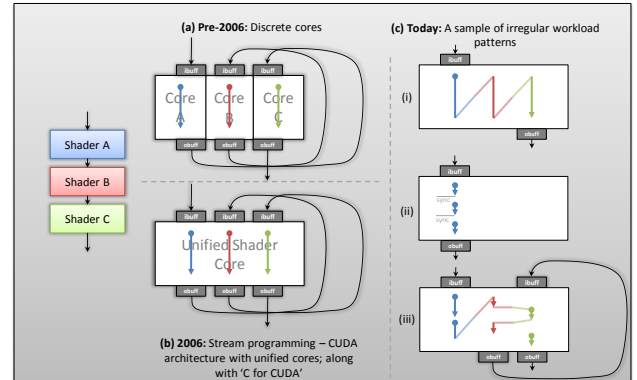 (a) Pre-2006: Discrete cores
ibuff ibuff ibuff
Core A
Core B
Core C
obuff obuff obuff
Shader A
Shader B
Shader C
ibuff ibuff ibuff
Unified Shader
Core
obuff obuff obuff
(b) 2006: Stream programming – CUDA
architecture with unified cores; along
with 'C for CUDA'
(c) Today: A sample of irregular workload
patterns
ibuff
(i)
obuff
ibuff
(ii)
sync
sync
obuff
ibuff ibuff
(iii)
obuff obuff